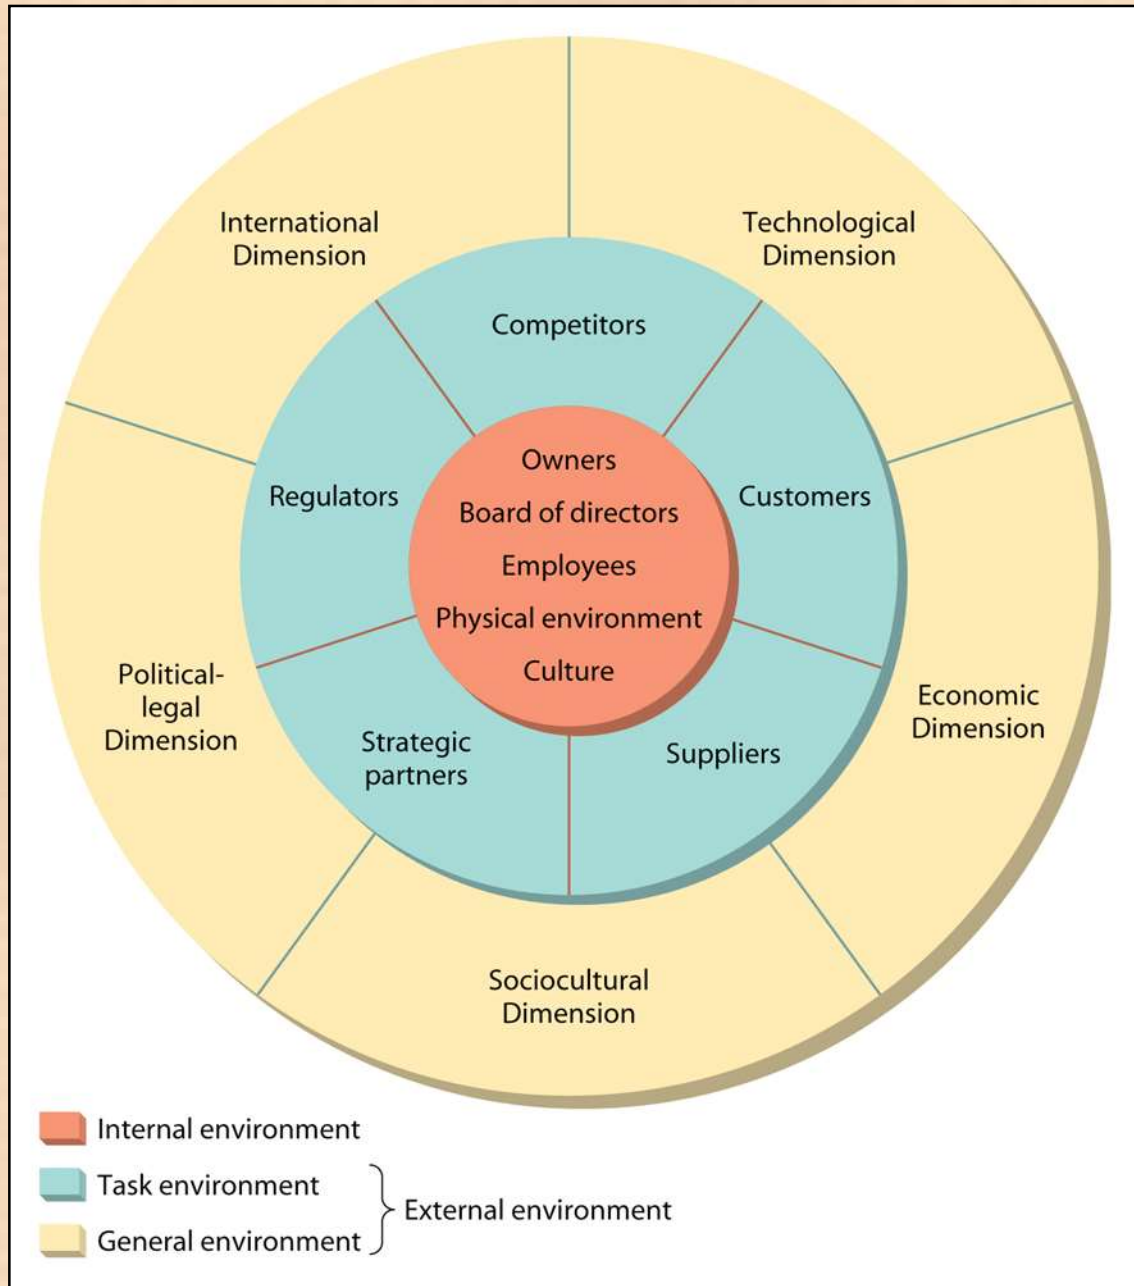 International
Dimension
Technological
Dimension
Competitors
Regulators
Customers
Owners
Board of directors
Employees
Physical environment
Culture
Political-
legal
Dimension
Strategic
partners
Suppliers
Economic
Dimension
Sociocultural
Dimension
Internal environment
Task environment
External environment
General environment